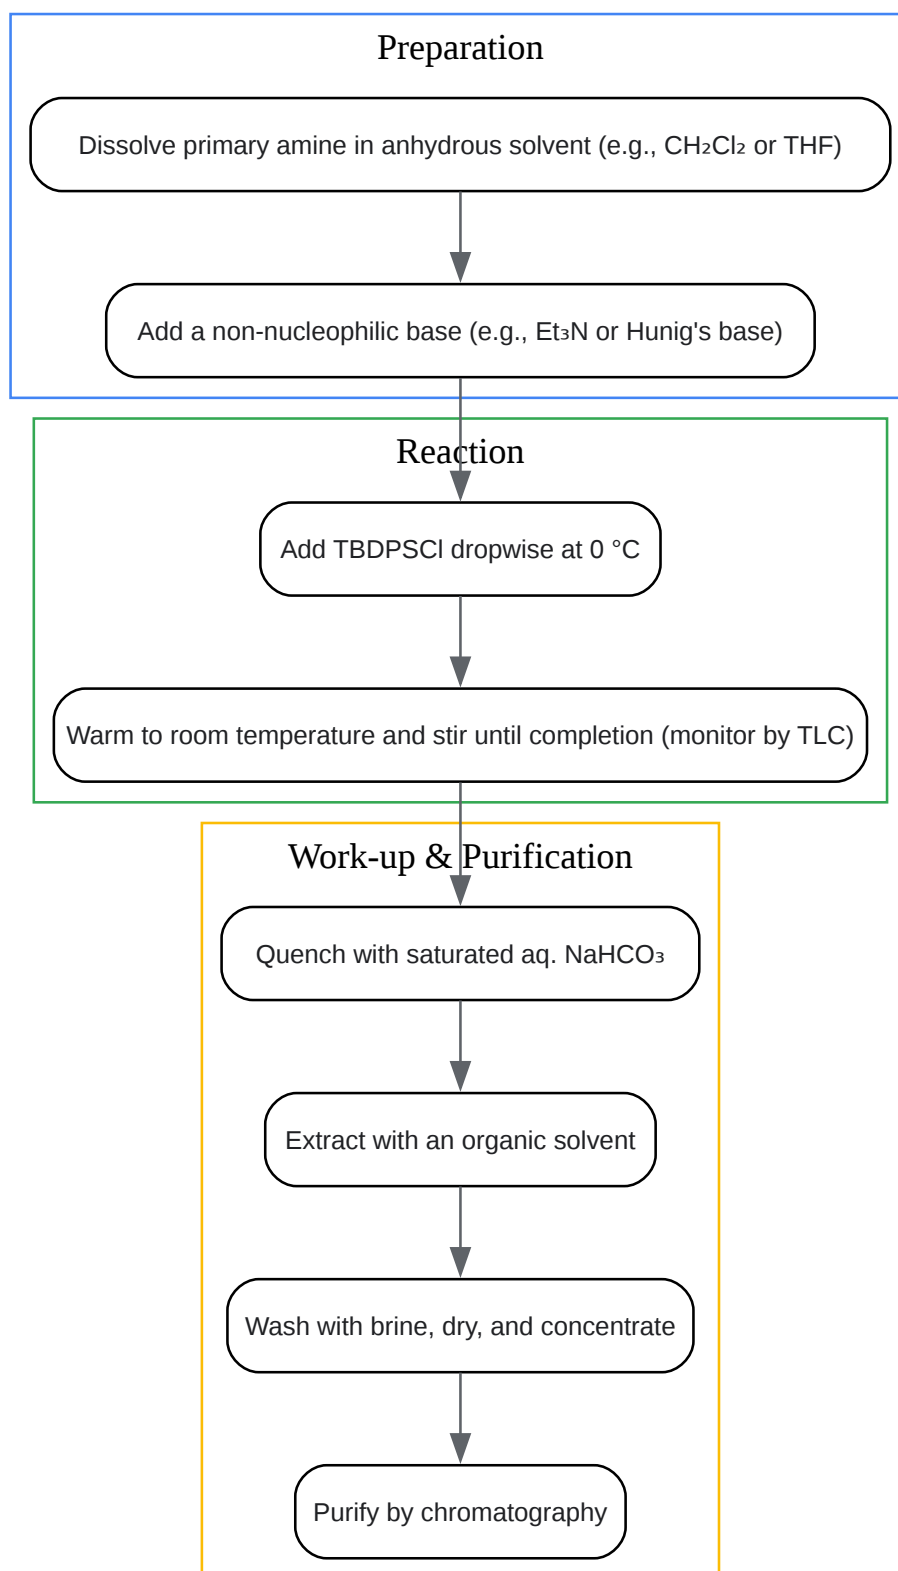 Preparation
Dissolve primary amine in anhydrous solvent (e.g., CH₂Cl₂ or THF)
Add a non-nucleophilic base (e.g., Et₃N or Hunig's base)
Reaction
Add TBDPSCl dropwise at 0 °C
Warm to room temperature and stir until completion (monitor by TLC)
Work-up & Purification
Quench with saturated aq. NaHCO₃
Extract with an organic solvent
Wash with brine, dry, and concentrate
Purify by chromatography